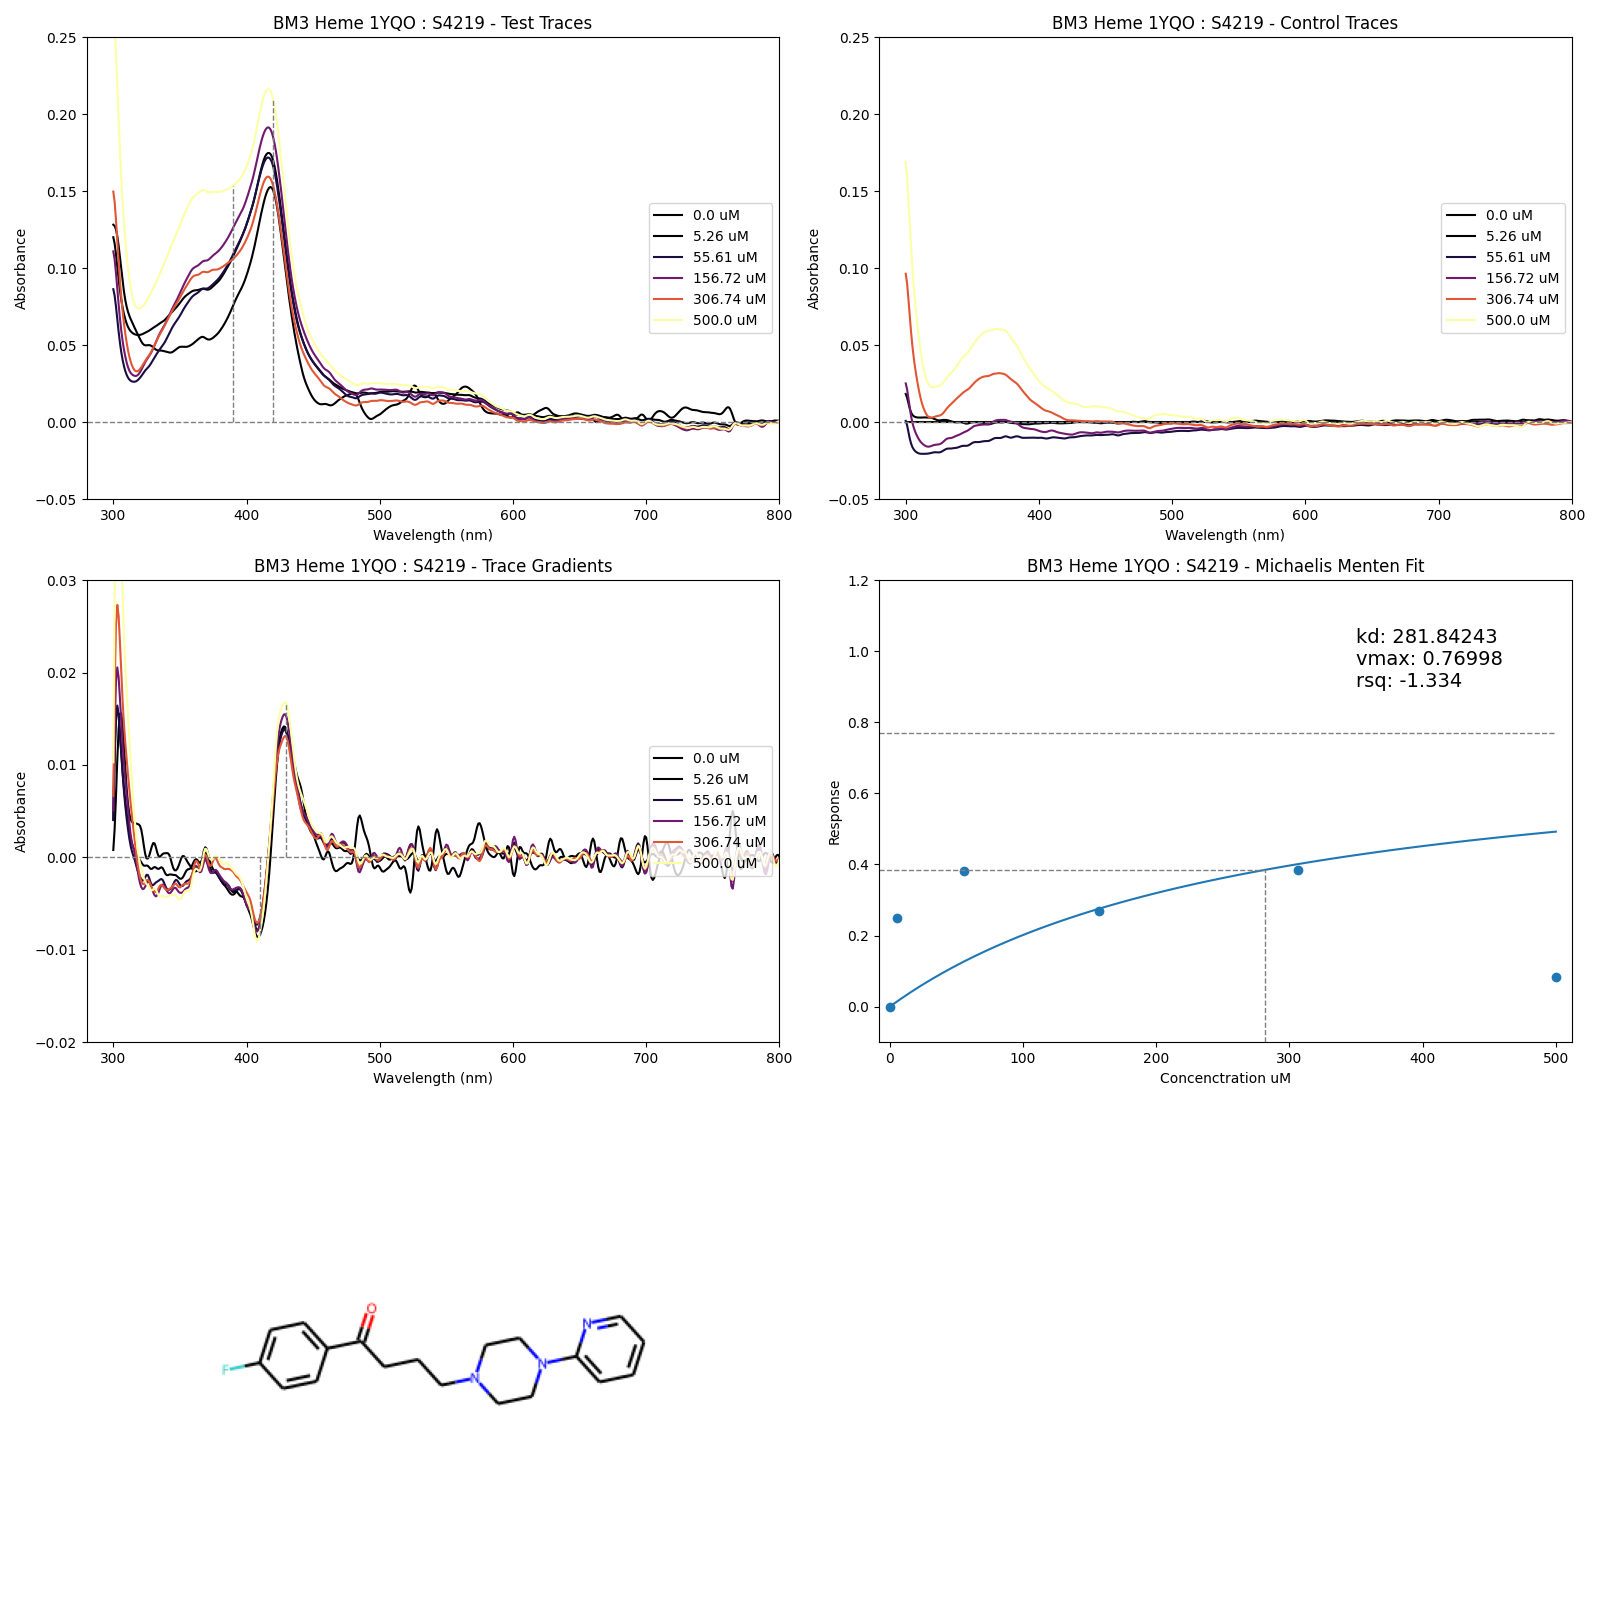 BM3 Heme 1YQO : S4219 - Test Traces
0.25
0.20
0.15
0.10
0.05
0.00
−0.05
Absorbance
300 400 500 600 700 800
Wavelength (nm)
0.0 uM
5.26 uM
55.61 uM
156.72 uM
306.74 uM
500.0 uM
BM3 Heme 1YQO : S4219 - Control Traces
0.25
0.20
0.15
0.10
0.05
0.00
−0.05
Absorbance
300 400 500 600 700 800
Wavelength (nm)
0.0 uM
5.26 uM
55.61 uM
156.72 uM
306.74 uM
500.0 uM
BM3 Heme 1YQO : S4219 - Trace Gradients
0.03
0.02
0.01
0.00
−0.01
−0.02
Absorbance
300 400 500 600 700 800
Wavelength (nm)
0.0 uM
5.26 uM
55.61 uM
156.72 uM
306.74 uM
500.0 uM
BM3 Heme 1YQO : S4219 - Michaelis Menten Fit
1.2
1.0
0.8
0.6
0.4
0.2
0.0
Response
0 100 200 300 400 500
Concenctration uM
kd: 281.84243
vmax: 0.76998
rsq: -1.334
O
N
N
F
N